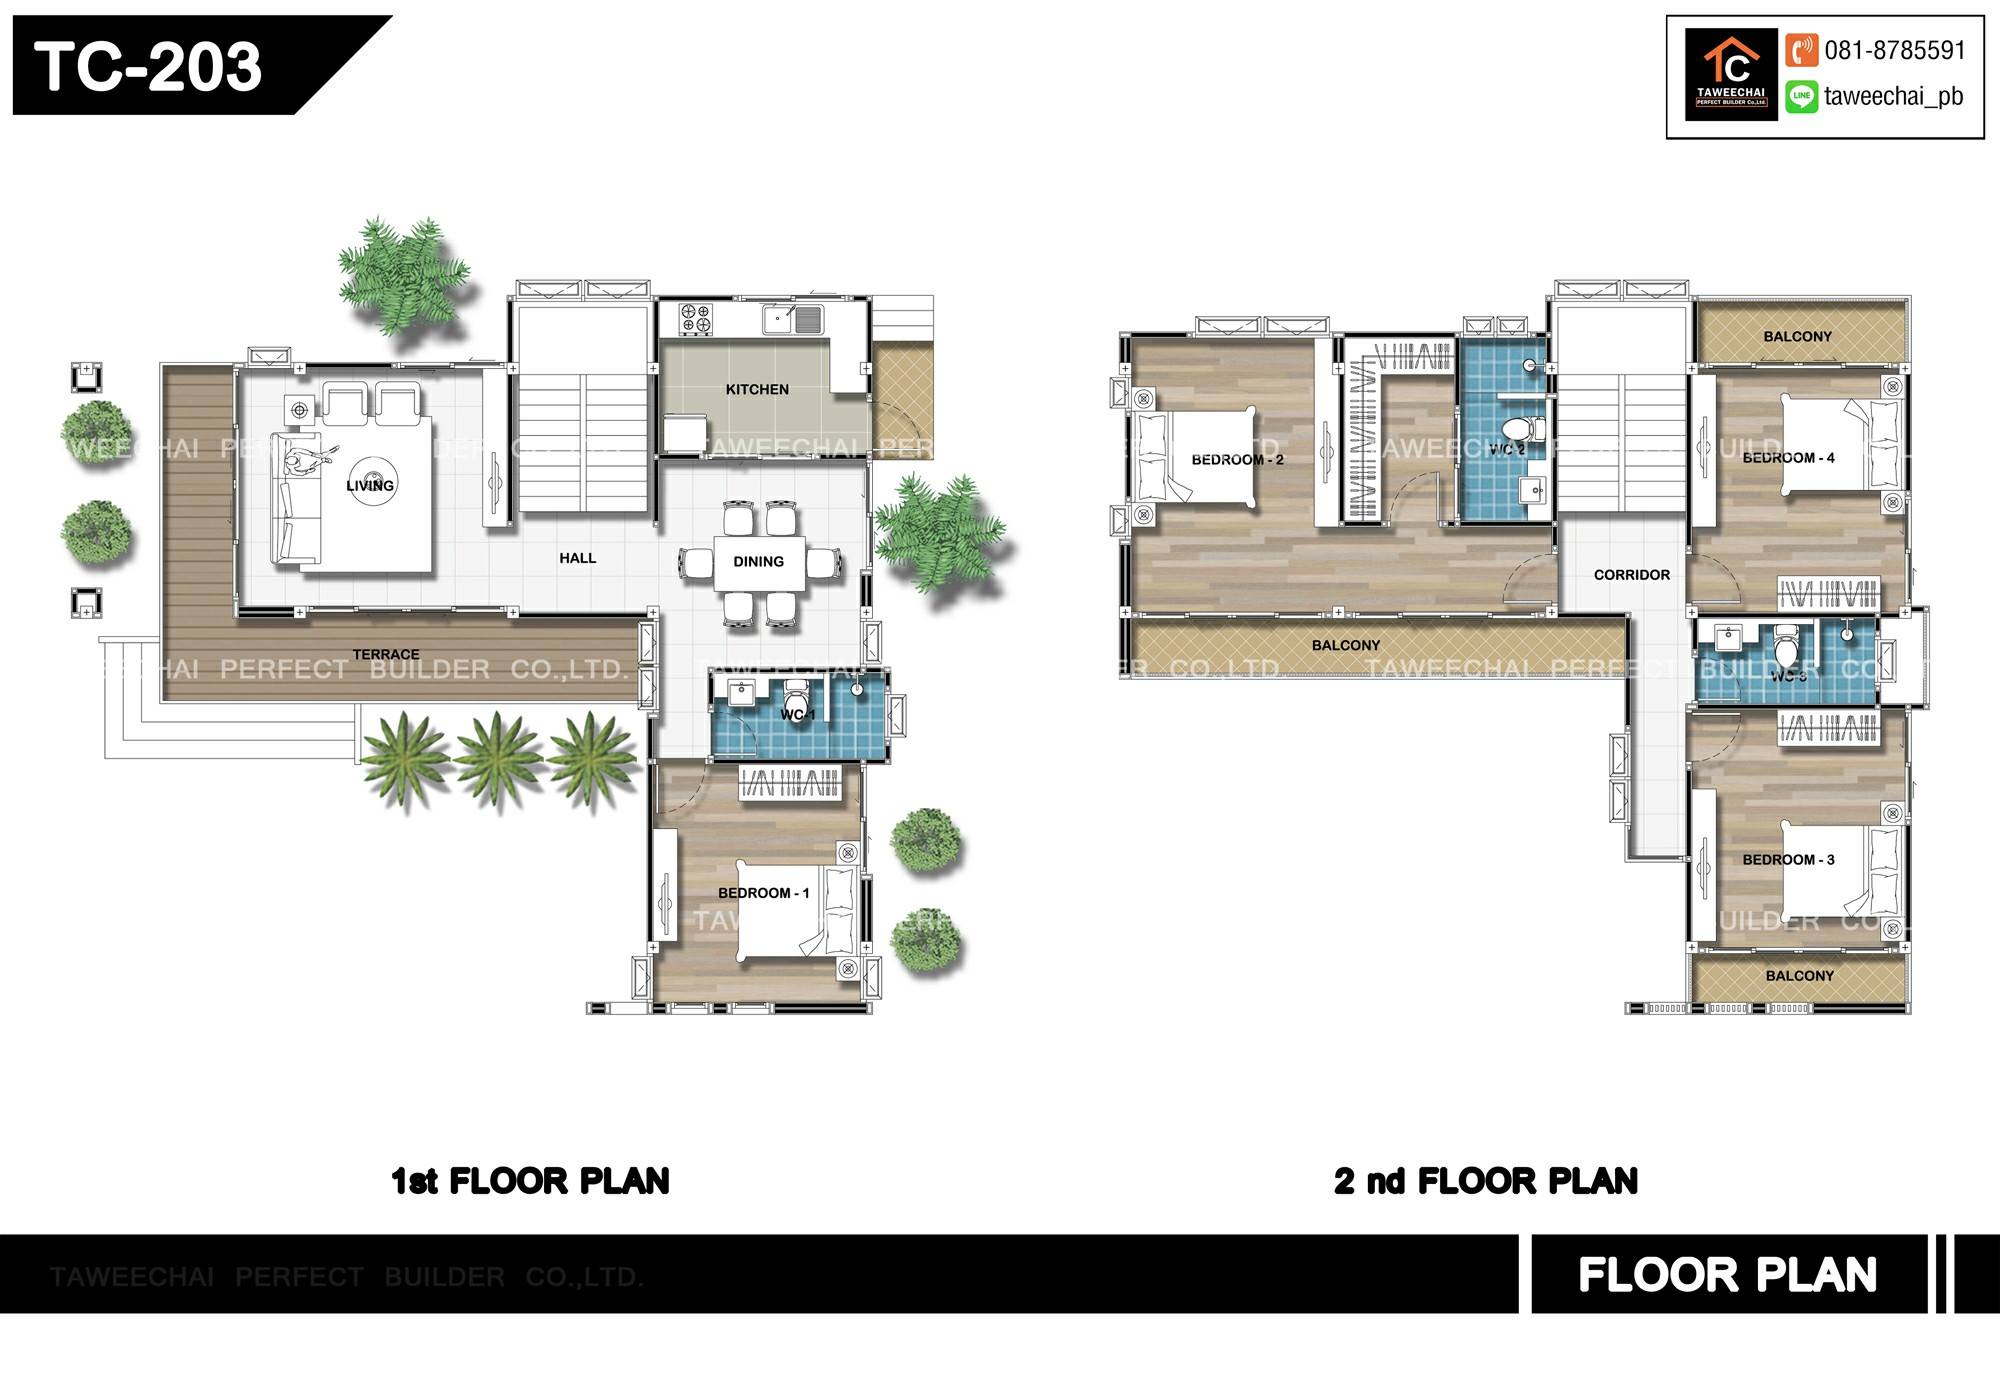 TC-203
TC
TAWEECHAI
PERFECT BUILDER Co.,Ltd.
081-8785591
LINE
taweechai_pb
KITCHEN
LIVING
HALL
DINING
TERRACE
WC-1
BEDROOM - 1
TAWEECHAI PERFECT BUILDER CO.,LTD.
BALCONY
BEDROOM - 2
WC-2
BEDROOM - 4
CORRIDOR
BALCONY
WC-3
BEDROOM - 3
BALCONY
1st FLOOR PLAN
2 nd FLOOR PLAN
TAWEECHAI PERFECT BUILDER CO.,LTD.
FLOOR PLAN